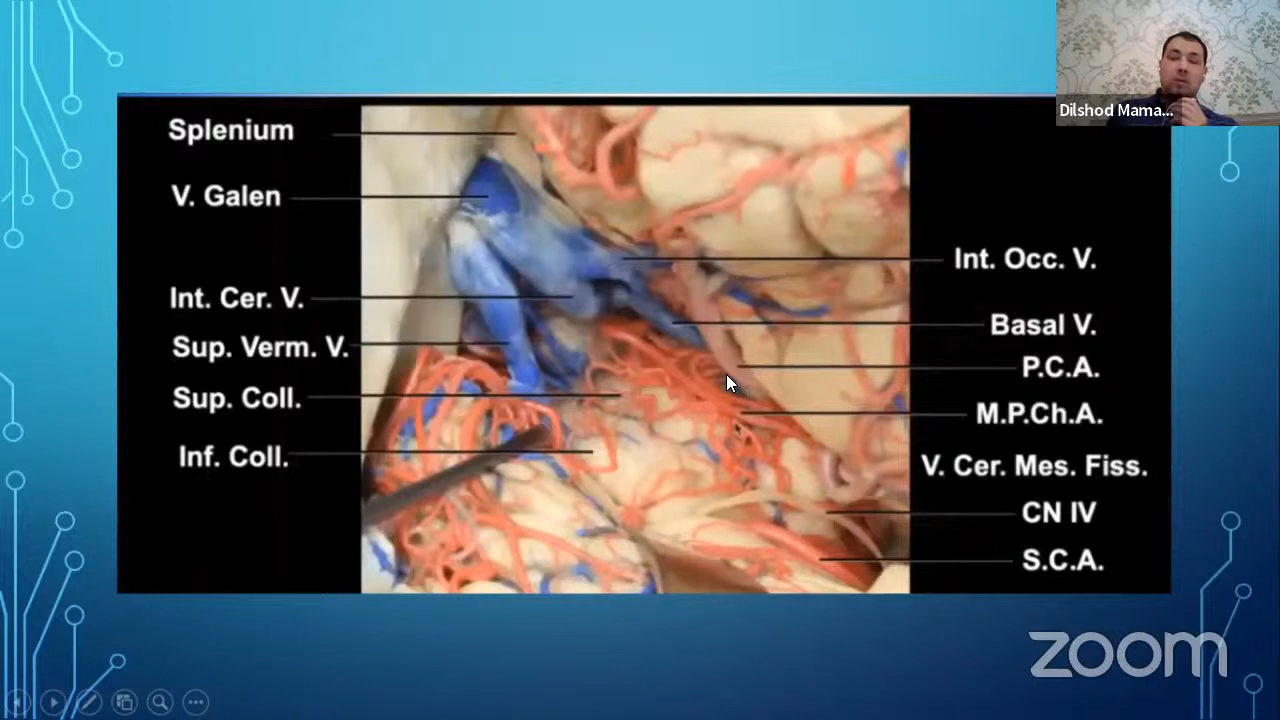 Dilshod Mama...
Splenium
V. Galen
Int. Cer. V.
Sup. Verm. V.
Sup. Coll.
Inf. Coll.
Int. Occ. V.
Basal V.
P.C.A.
M.P.Ch.A.
V. Cer. Mes. Fiss.
CN IV
S.C.A.
zoom